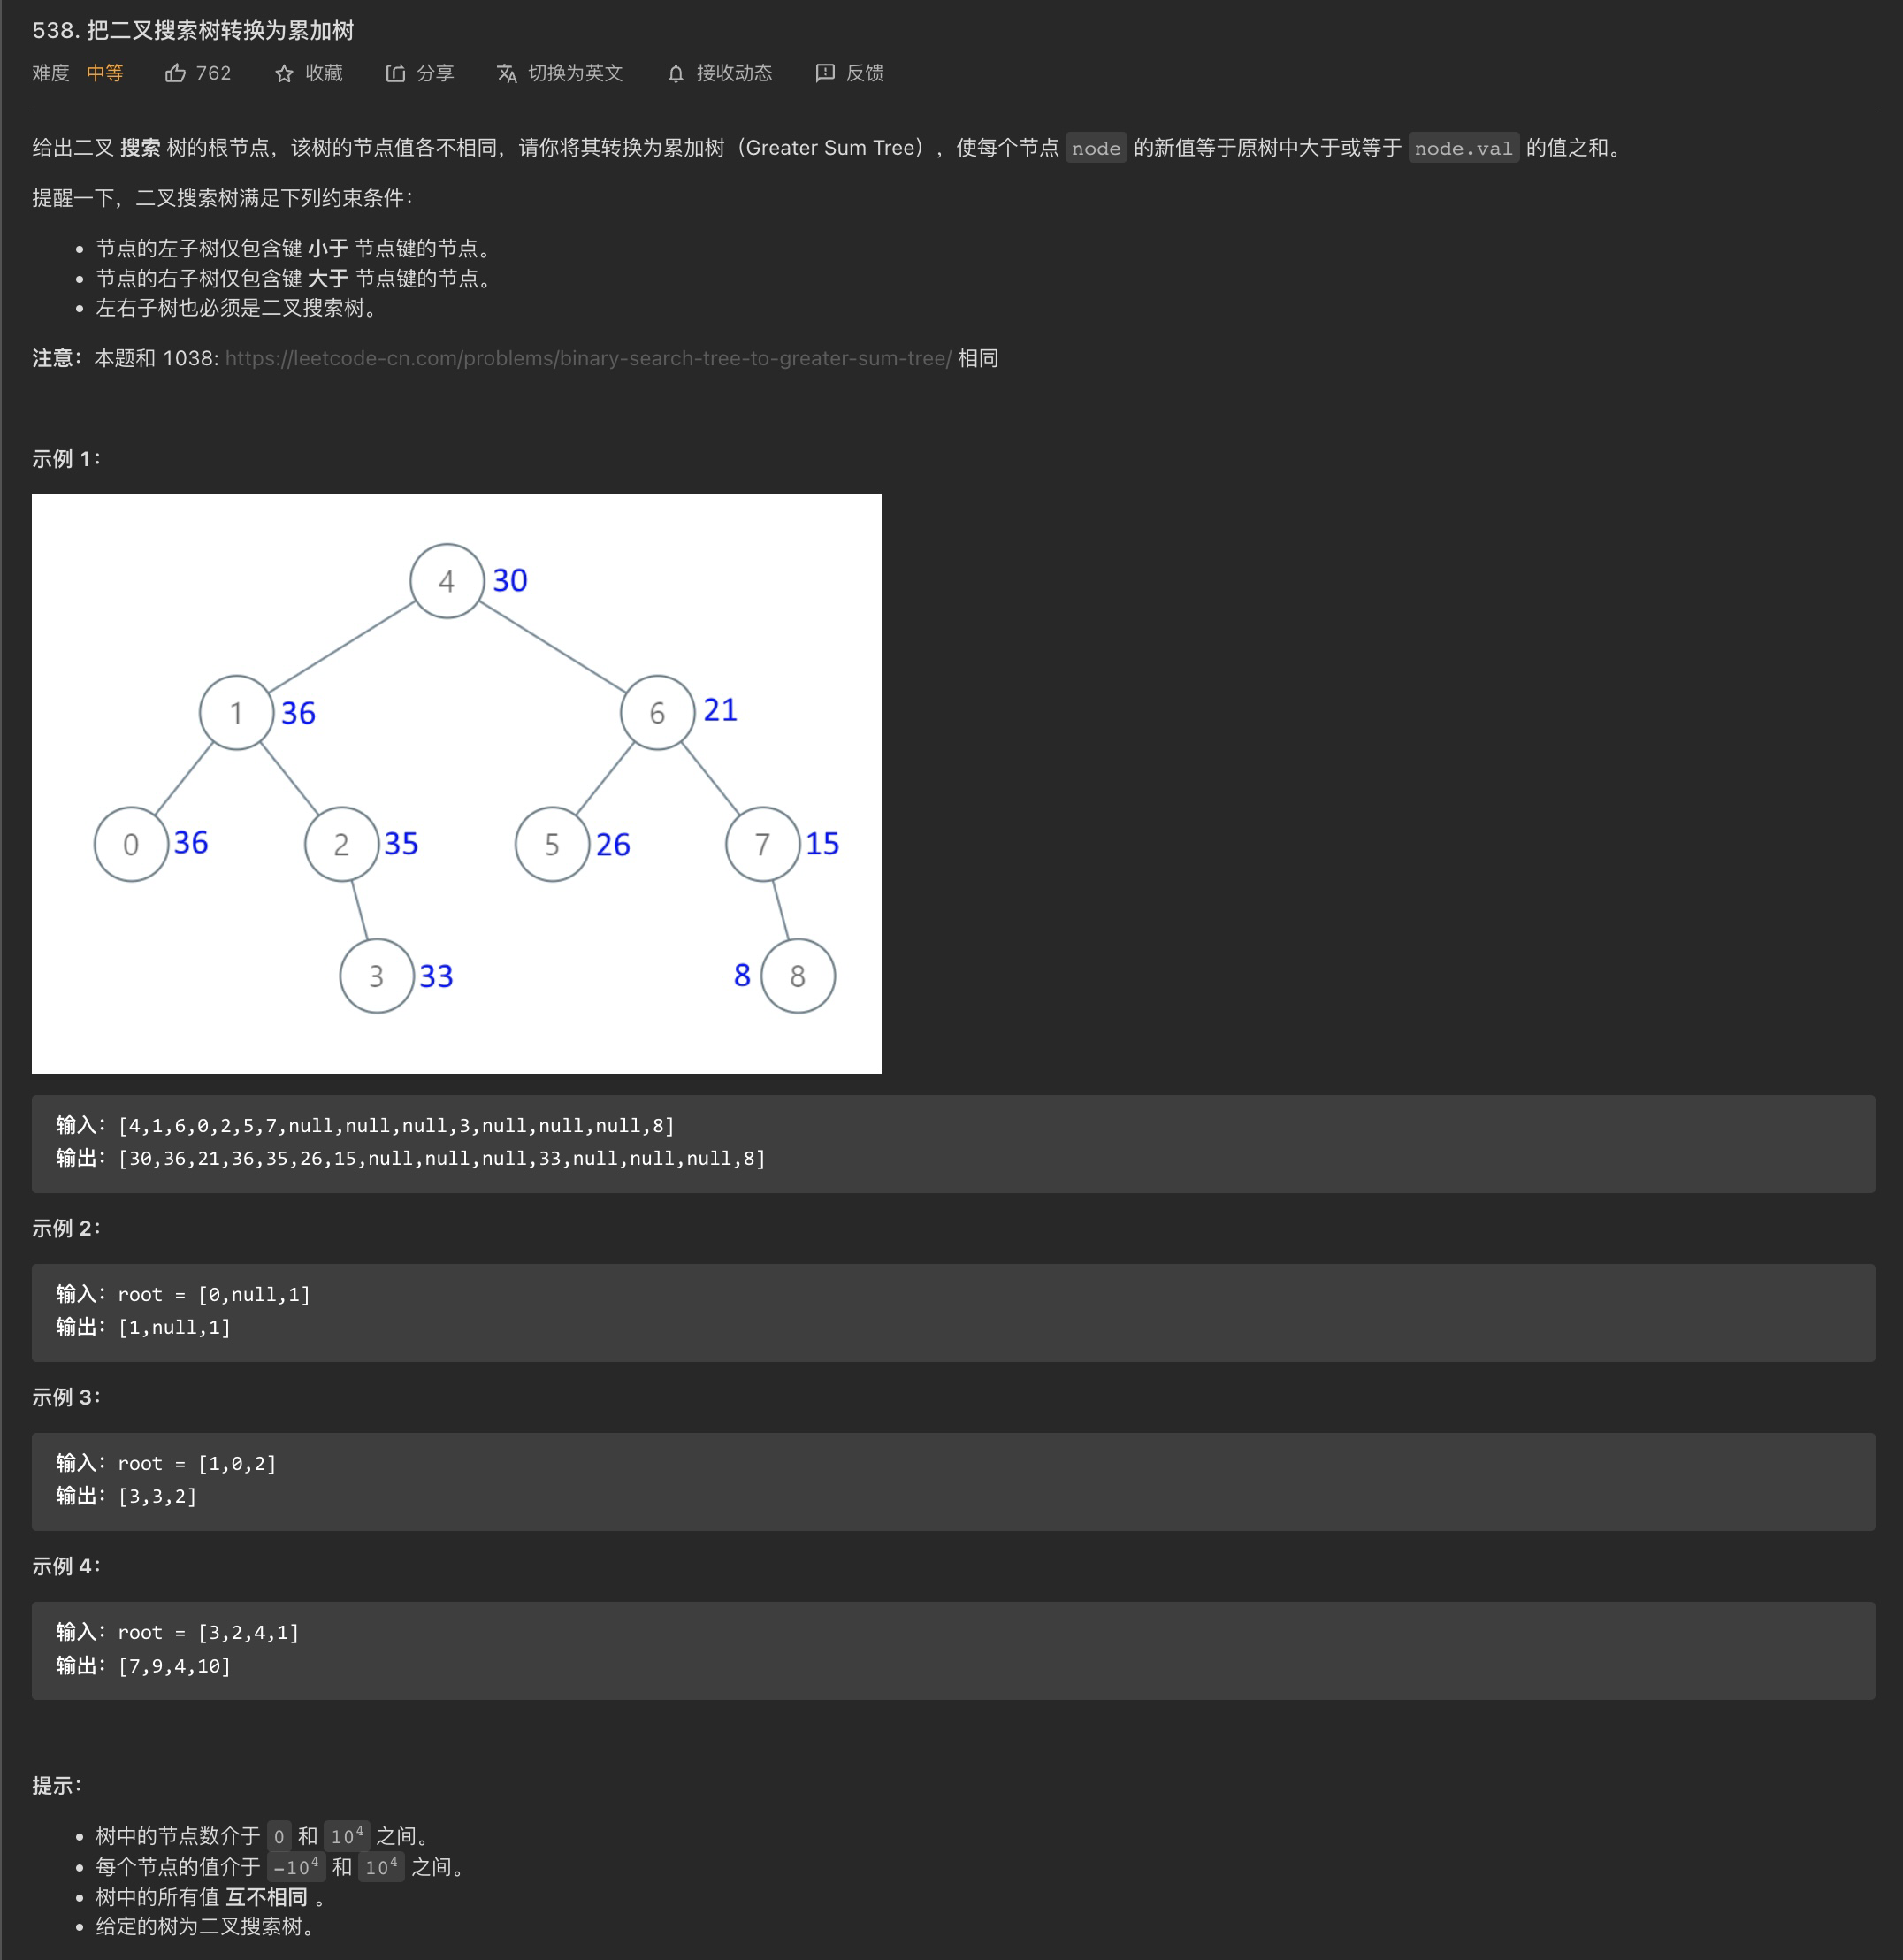 538. 把二叉搜索树转换为累加树
难度 中等 762 收藏 分享 切换为英文 接收动态 反馈
给出二叉 搜索 树的根节点，该树的节点值各不相同，请你将其转换为累加树（Greater Sum Tree），使每个节点 node 的新值等于原树中大于或等于 node.val 的值之和。
提醒一下，二叉搜索树满足下列约束条件：
• 节点的左子树仅包含键 小于 节点键的节点。
• 节点的右子树仅包含键 大于 节点键的节点。
• 左右子树也必须是二叉搜索树。
注意：本题和 1038: https://leetcode-cn.com/problems/binary-search-tree-to-greater-sum-tree/ 相同
示例 1：
4 30
1 36 6 21
0 36 2 35 5 26 7 15
3 33 8 8
输入：[4,1,6,0,2,5,7,null,null,null,3,null,null,null,8]
输出：[30,36,21,36,35,26,15,null,null,null,33,null,null,null,8]
示例 2：
输入：root = [0,null,1]
输出：[1,null,1]
示例 3：
输入：root = [1,0,2]
输出：[3,3,2]
示例 4：
输入：root = [3,2,4,1]
输出：[7,9,4,10]
提示：
• 树中的节点数介于 0 和 10⁴ 之间。
• 每个节点的值介于 -10⁴ 和 10⁴ 之间。
• 树中的所有值 互不相同 。
• 给定的树为二叉搜索树。